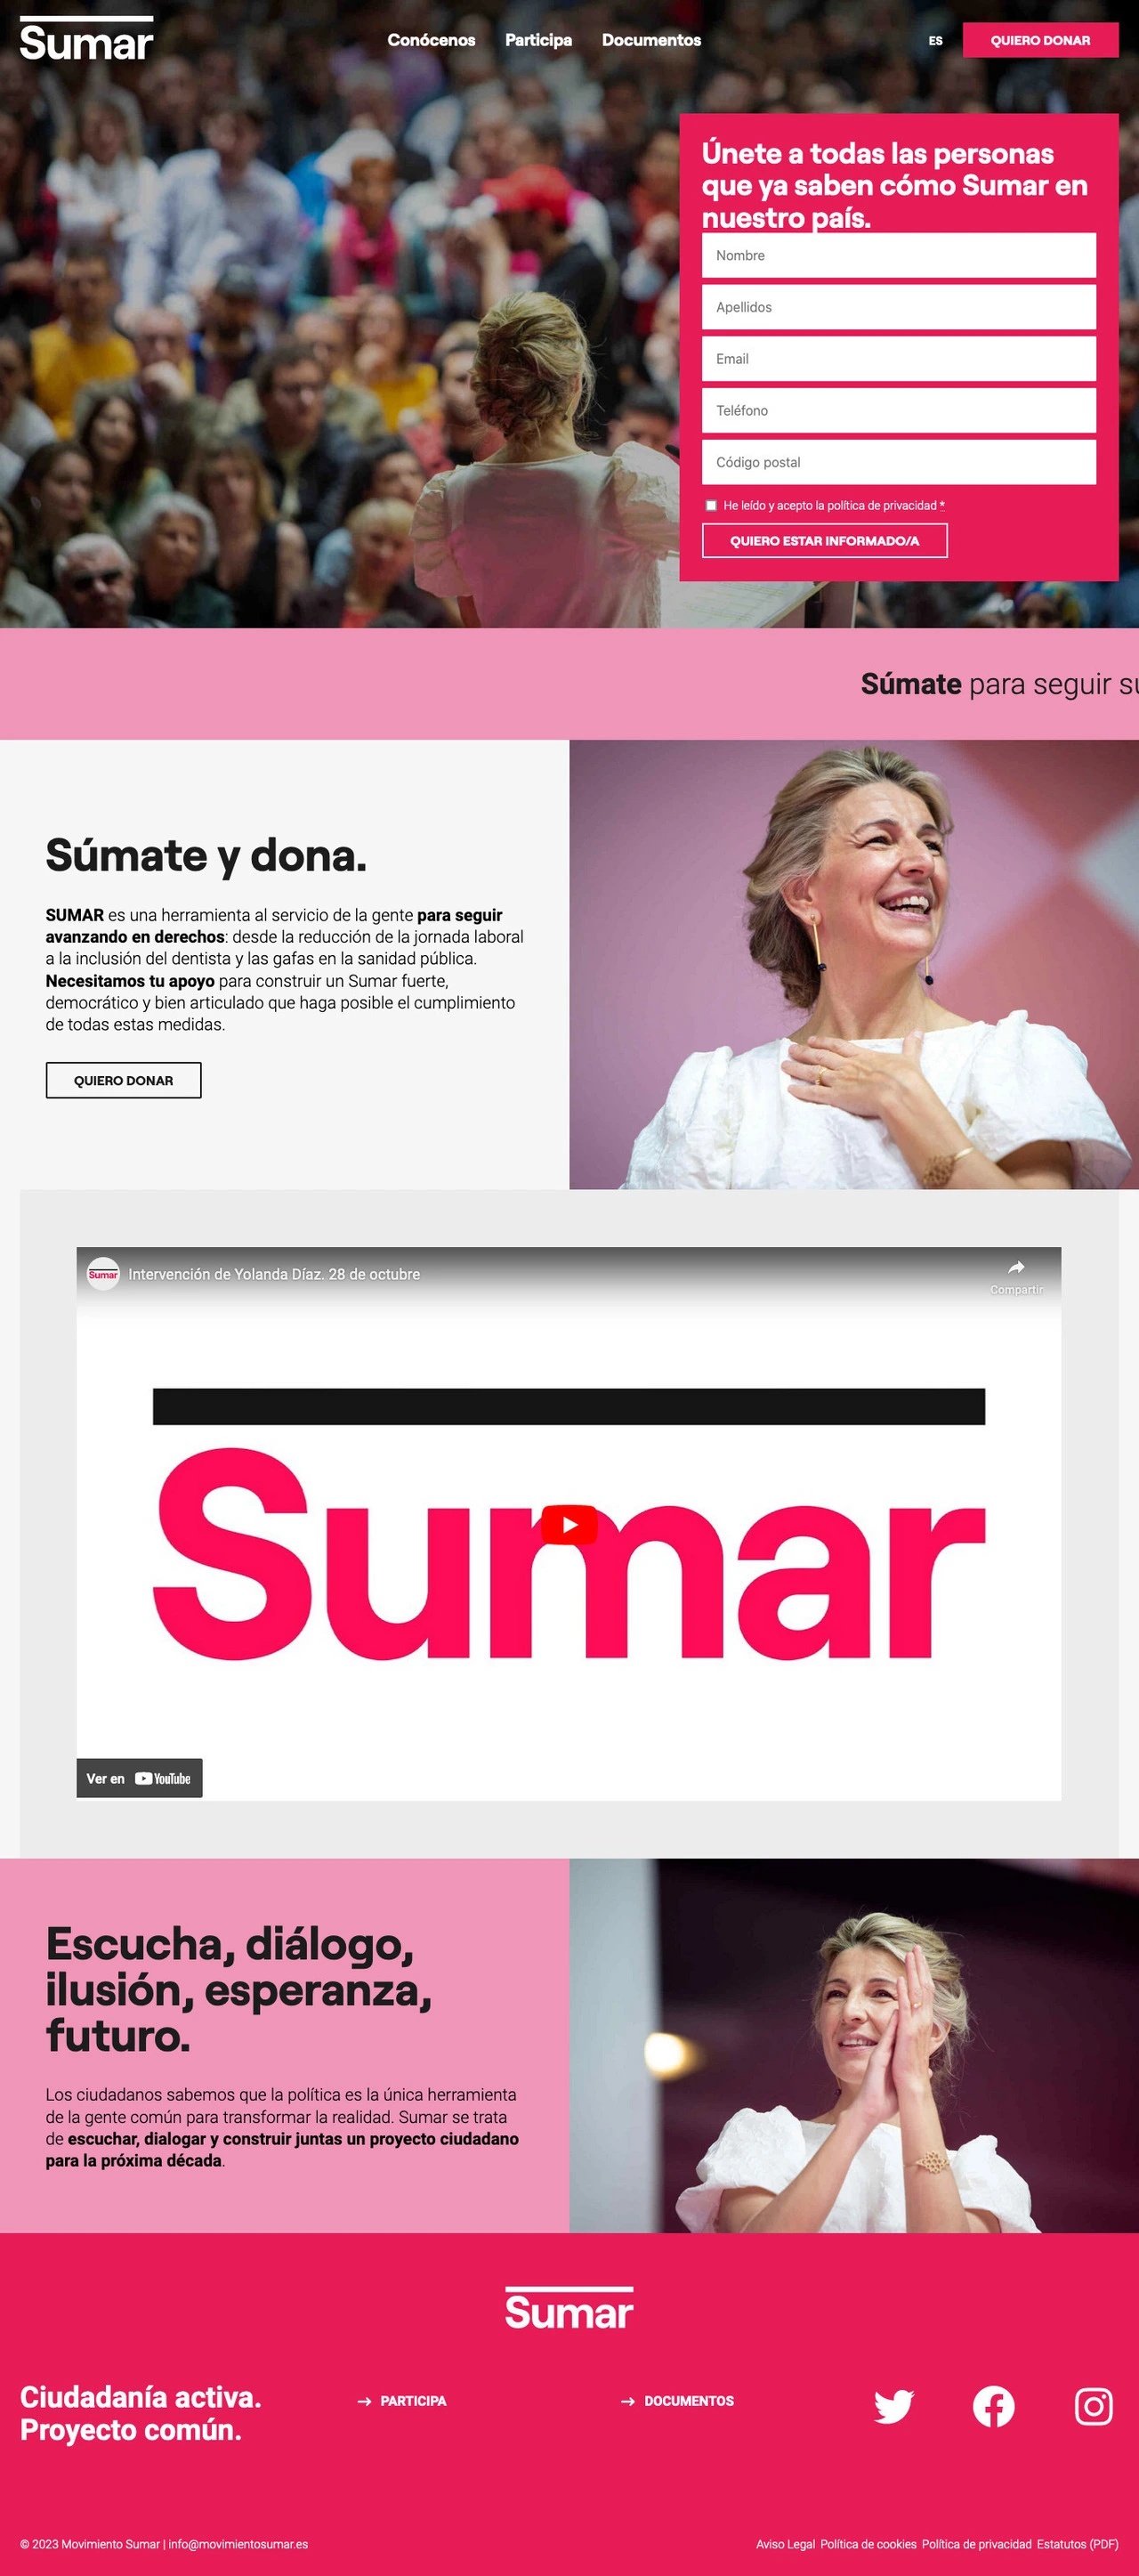 Sumar
Conócenos Participa Documentos
ES
QUIERO DONAR
Únete a todas las personas
que ya saben cómo Sumar en
nuestro país.
Nombre
Apellidos
Email
Teléfono
Código postal
He leído y acepto la política de privacidad *
QUIERO ESTAR INFORMADO/A
Súmate para seguir su
Súmate y dona.
SUMAR es una herramienta al servicio de la gente para seguir
avanzando en derechos: desde la reducción de la jornada laboral
a la inclusión del dentista y las gafas en la sanidad pública.
Necesitamos tu apoyo para construir un Sumar fuerte,
democrático y bien articulado que haga posible el cumplimiento
de todas estas medidas.
QUIERO DONAR
Sumar
Intervención de Yolanda Díaz. 28 de octubre
Compartir
Sumar
Ver en YouTube
Escucha, diálogo,
ilusión, esperanza,
futuro.
Los ciudadanos sabemos que la política es la única herramienta
de la gente común para transformar la realidad. Sumar se trata
de escuchar, dialogar y construir juntas un proyecto ciudadano
para la próxima década.
Sumar
Ciudadanía activa.
Proyecto común.
→ PARTICIPA
→ DOCUMENTOS
© 2023 Movimiento Sumar | info@movimientosumar.es
Aviso Legal Política de cookies Política de privacidad Estatutos (PDF)